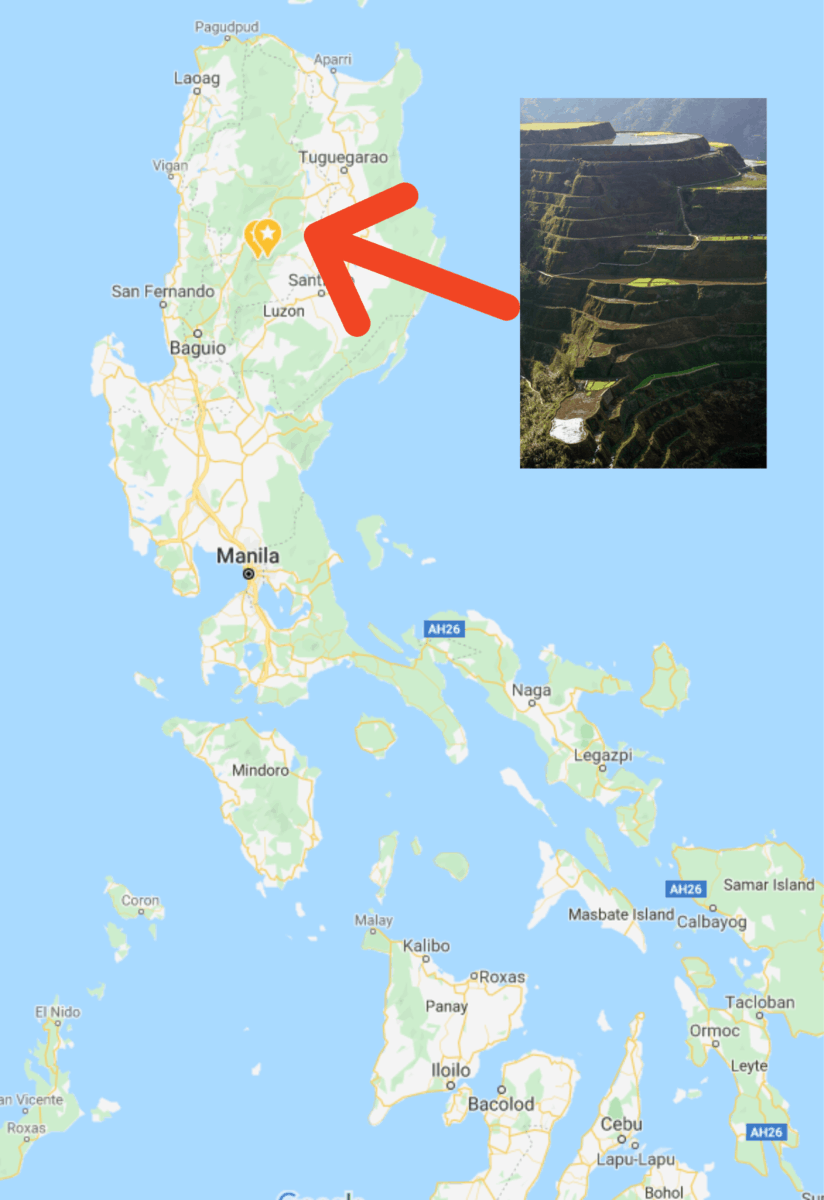 Pagudpud
Aparri
Laoag
Tuguegarao
Vigan
San Fernando
Luzon
Baguio
Manila
AH26
Naga
Legazpi
Mindoro
AH26
Samar Island
Coron
Masbate Island
Calbayog
Malay
Kalibo
Roxas
El Nido
Panay
Tacloban
Ormoc
Iloilo
Leyte
Vicente
Bacolod
Roxas
Cebu
AH26
Lapu-Lapu
Bohol